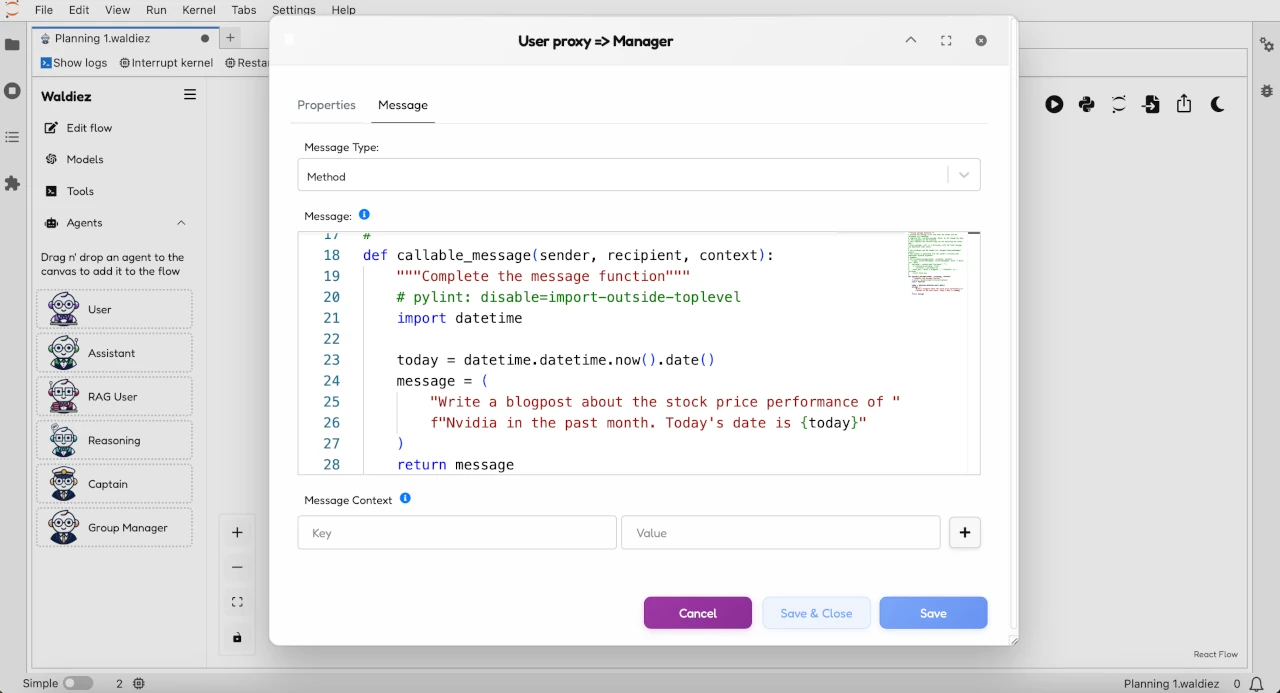 File Edit View Run Kernel Tabs Settings Help
Planning 1.waldiez
Show logs Interrupt kernel
Waldiez
Edit flow
Models
Tools
Agents
Drag n' drop an agent to the
canvas to add it to the flow
User
Assistant
RAG User
Reasoning
Captain
Group Manager
User proxy => Manager
Properties Message
Message Type:
Method
Message:
17 #
18 def callable_message(sender, recipient, context):
19 """Complete the message function"""
20 # pylint: disable=import-outside-toplevel
21 import datetime
22
23 today = datetime.datetime.now().date()
24 message = (
25 "Write a blogpost about the stock price performance of "
26 f"Nvidia in the past month. Today's date is {today}"
27 )
28 return message
Message Context
Key Value
Cancel Save & Close Save
React Flow
Simple 2 Planning 1.waldiez 0